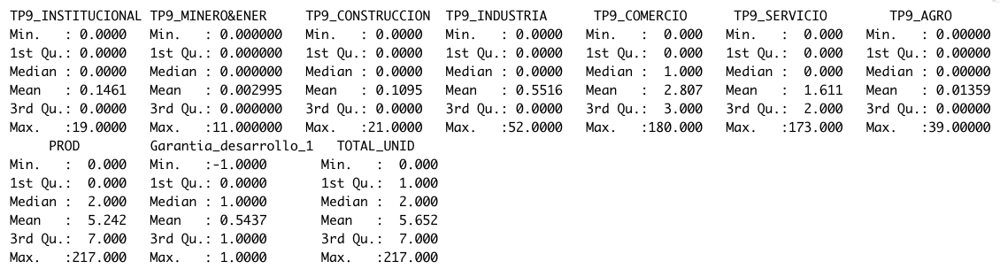 TP9_INSTITUCIONAL TP9_MINERO&ENER TP9_CONSTRUCCION TP9_INDUSTRIA TP9_COMERCIO TP9_SERVICIO TP9_AGRO
Min. : 0.0000 Min. : 0.000000 Min. : 0.0000 Min. : 0.0000 Min. : 0.000 Min. : 0.000 Min. : 0.00000
1st Qu.: 0.0000 1st Qu.: 0.000000 1st Qu.: 0.0000 1st Qu.: 0.0000 1st Qu.: 0.000 1st Qu.: 0.000 1st Qu.: 0.00000
Median : 0.0000 Median : 0.000000 Median : 0.0000 Median : 0.0000 Median : 1.000 Median : 0.000 Median : 0.00000
Mean : 0.1461 Mean : 0.002995 Mean : 0.1095 Mean : 0.5516 Mean : 2.807 Mean : 1.611 Mean : 0.01359
3rd Qu.: 0.0000 3rd Qu.: 0.000000 3rd Qu.: 0.0000 3rd Qu.: 0.0000 3rd Qu.: 3.000 3rd Qu.: 2.000 3rd Qu.: 0.00000
Max. :19.0000 Max. :11.000000 Max. :21.0000 Max. :52.0000 Max. :180.000 Max. :173.000 Max. :39.00000
PROD Garantia_desarrollo_1 TOTAL_UNID
Min. : 0.000 Min. :-1.0000 Min. : 0.000
1st Qu.: 0.000 1st Qu.: 0.0000 1st Qu.: 1.000
Median : 2.000 Median : 1.0000 Median : 2.000
Mean : 5.242 Mean : 0.5437 Mean : 5.652
3rd Qu.: 7.000 3rd Qu.: 1.0000 3rd Qu.: 7.000
Max. :217.000 Max. : 1.0000 Max. :217.000